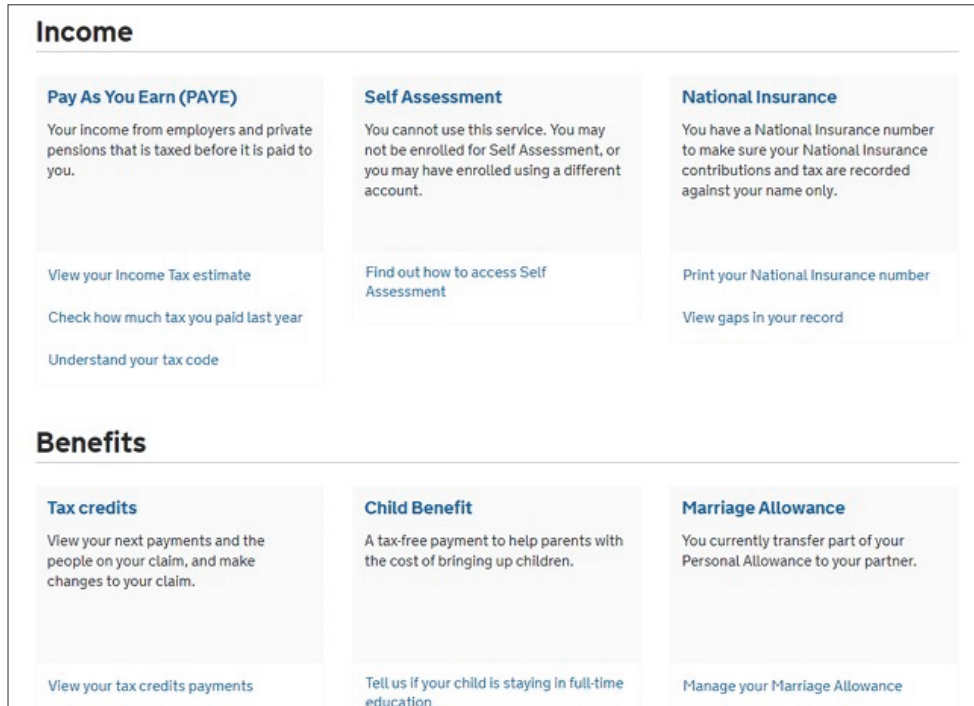 Income
Pay As You Earn (PAYE)
Your income from employers and private
pensions that is taxed before it is paid to
you.
View your Income Tax estimate
Check how much tax you paid last year
Understand your tax code
Self Assessment
You cannot use this service. You may
not be enrolled for Self Assessment, or
you may have enrolled using a different
account.
Find out how to access Self
Assessment
National Insurance
You have a National Insurance number
to make sure your National Insurance
contributions and tax are recorded
against your name only.
Print your National Insurance number
View gaps in your record
Benefits
Tax credits
View your next payments and the
people on your claim, and make
changes to your claim.
View your tax credits payments
Child Benefit
A tax-free payment to help parents with
the cost of bringing up children.
Tell us if your child is staying in full-time
education
Marriage Allowance
You currently transfer part of your
Personal Allowance to your partner.
Manage your Marriage Allowance